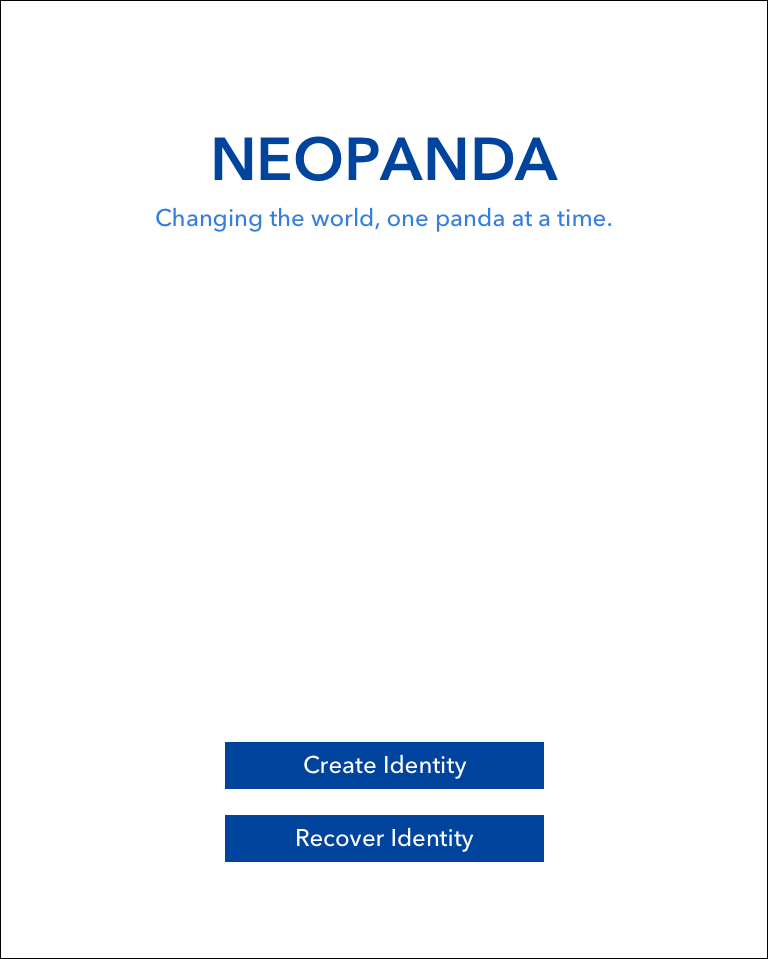 NEOPANDA
Changing the world, one panda at a time.
Create Identity
Recover Identity